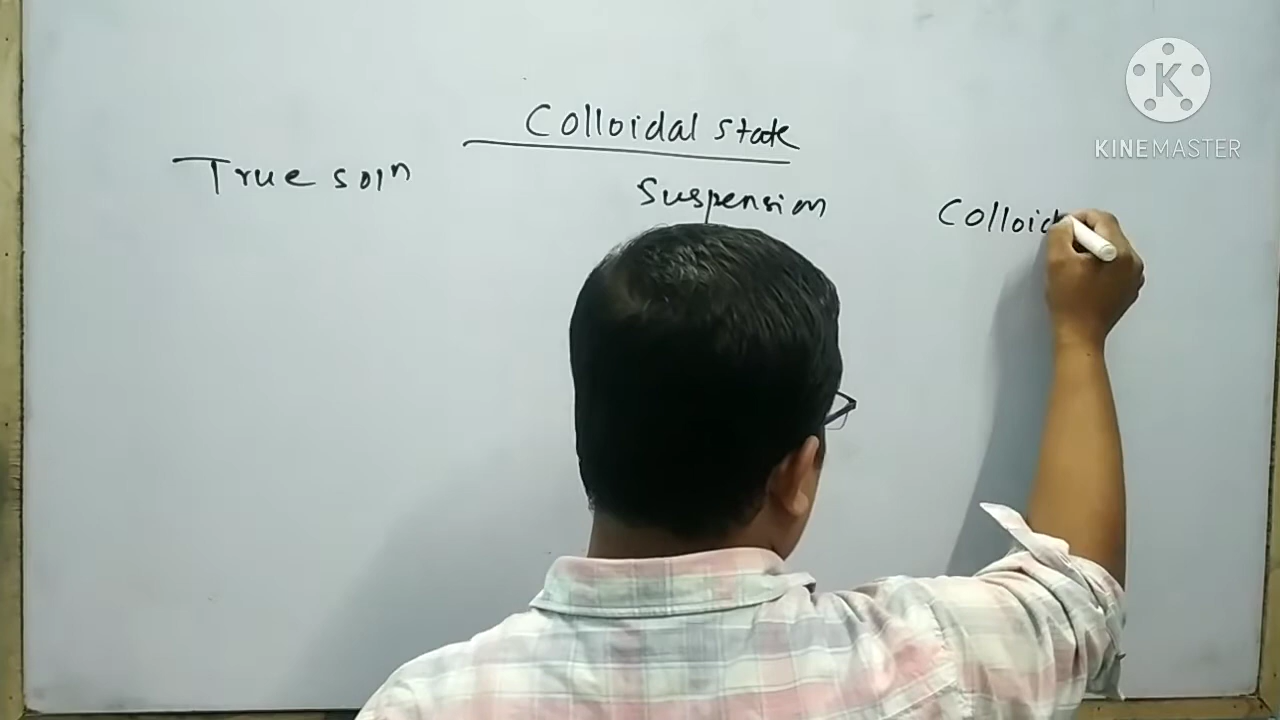 Colloidal state
True solⁿ
Suspension
Colloid
K
KINEMASTER